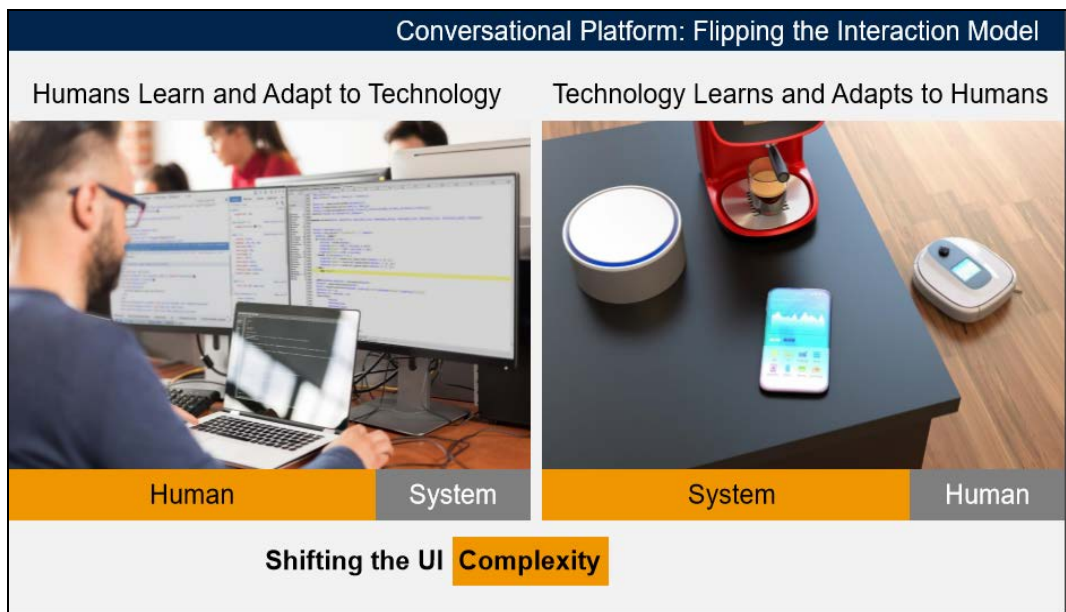 Conversational Platform: Flipping the Interaction Model
Humans Learn and Adapt to Technology
Technology Learns and Adapts to Humans
Human
System
System
Human
Shifting the UI Complexity